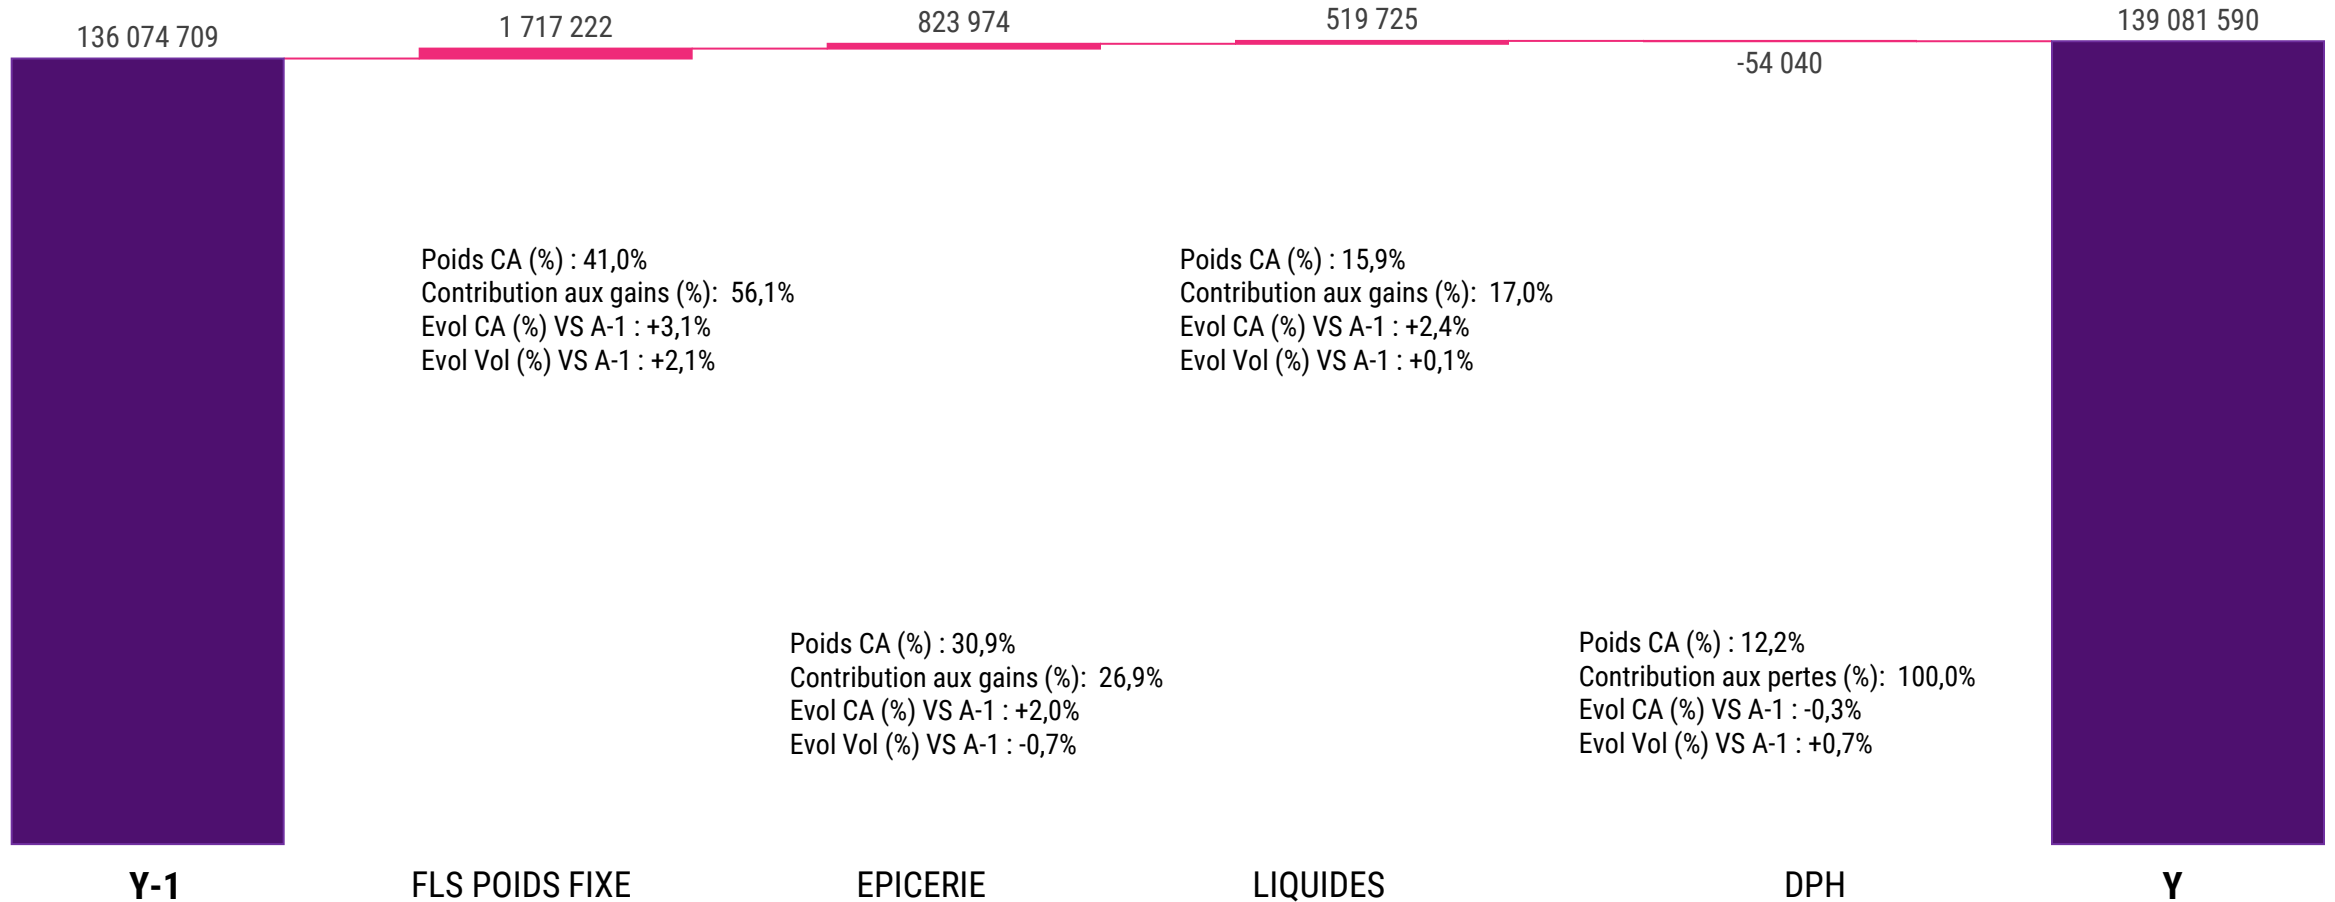 136 074 709
1 717 222
823 974
519 725
-54 040
139 081 590
Poids CA (%) : 41,0%
Contribution aux gains (%): 56,1%
Evol CA (%) VS A-1 : +3,1%
Evol Vol (%) VS A-1 : +2,1%
Poids CA (%) : 15,9%
Contribution aux gains (%): 17,0%
Evol CA (%) VS A-1 : +2,4%
Evol Vol (%) VS A-1 : +0,1%
Poids CA (%) : 30,9%
Contribution aux gains (%): 26,9%
Evol CA (%) VS A-1 : +2,0%
Evol Vol (%) VS A-1 : -0,7%
Poids CA (%) : 12,2%
Contribution aux pertes (%): 100,0%
Evol CA (%) VS A-1 : -0,3%
Evol Vol (%) VS A-1 : +0,7%
Y-1
FLS POIDS FIXE
EPICERIE
LIQUIDES
DPH
Y